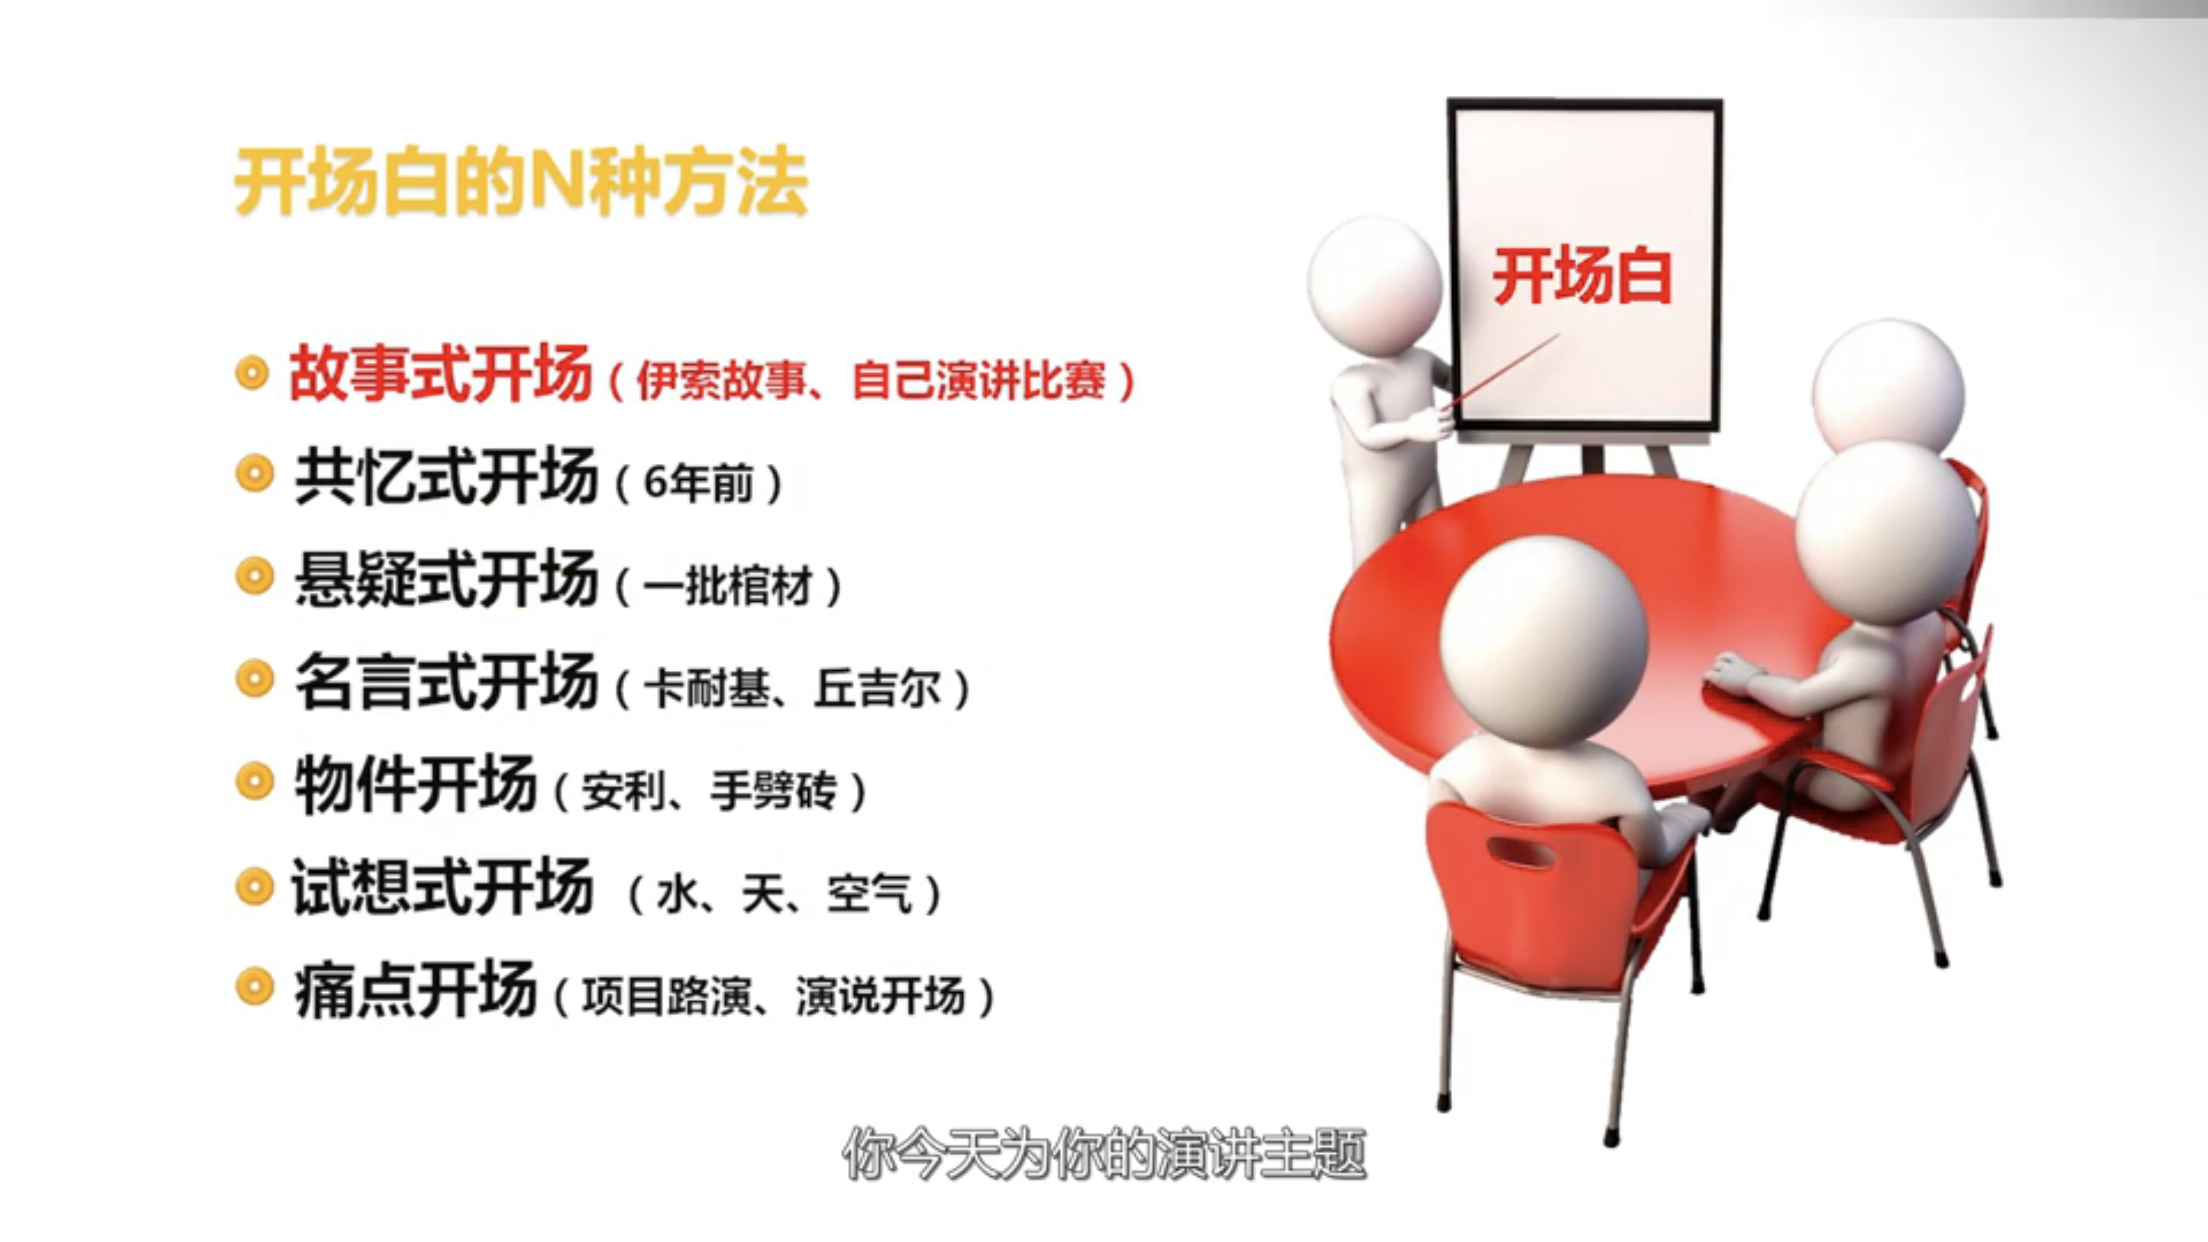 开场白的N种方法
开场白
故事式开场（伊索故事、自己演讲比赛）
共忆式开场（6年前）
悬疑式开场（一批棺材）
名言式开场（卡耐基、丘吉尔）
物件开场（安利、手劈砖）
试想式开场（水、天、空气）
痛点开场（项目路演、演说开场）
你今天为你的演讲主题